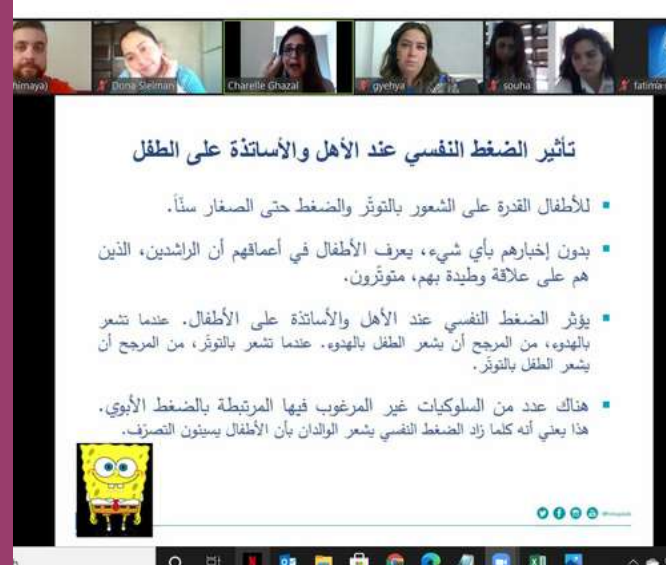 himaya)
Dona Sleiman
Charelle Ghazal
gyehya
souha
fatima
تأثير الضغط النفسي عند الأهل والأساتذة على الطفل
للأطفال القدرة على الشعور بالتوتّر والضغط حتى الصغار سنّاً.
بدون إخبارهم بأي شيء، يعرف الأطفال في أعماقهم أن الراشدين، الذين
هم على علاقة وطيدة بهم، متوتّرون.
يؤثر الضغط النفسي عند الأهل والأساتذة على الأطفال. عندما تشعر
بالهدوء، من المرجح أن يشعر الطفل بالهدوء. عندما تشعر بالتوتّر، من المرجح أن
يشعر الطفل بالتوتّر.
هناك عدد من السلوكيات غير المرغوب فيها المرتبطة بالضغط الأبوي.
هذا يعني أنه كلما زاد الضغط النفسي يشعر الوالدان بأن الأطفال يسيئون التصرّف.